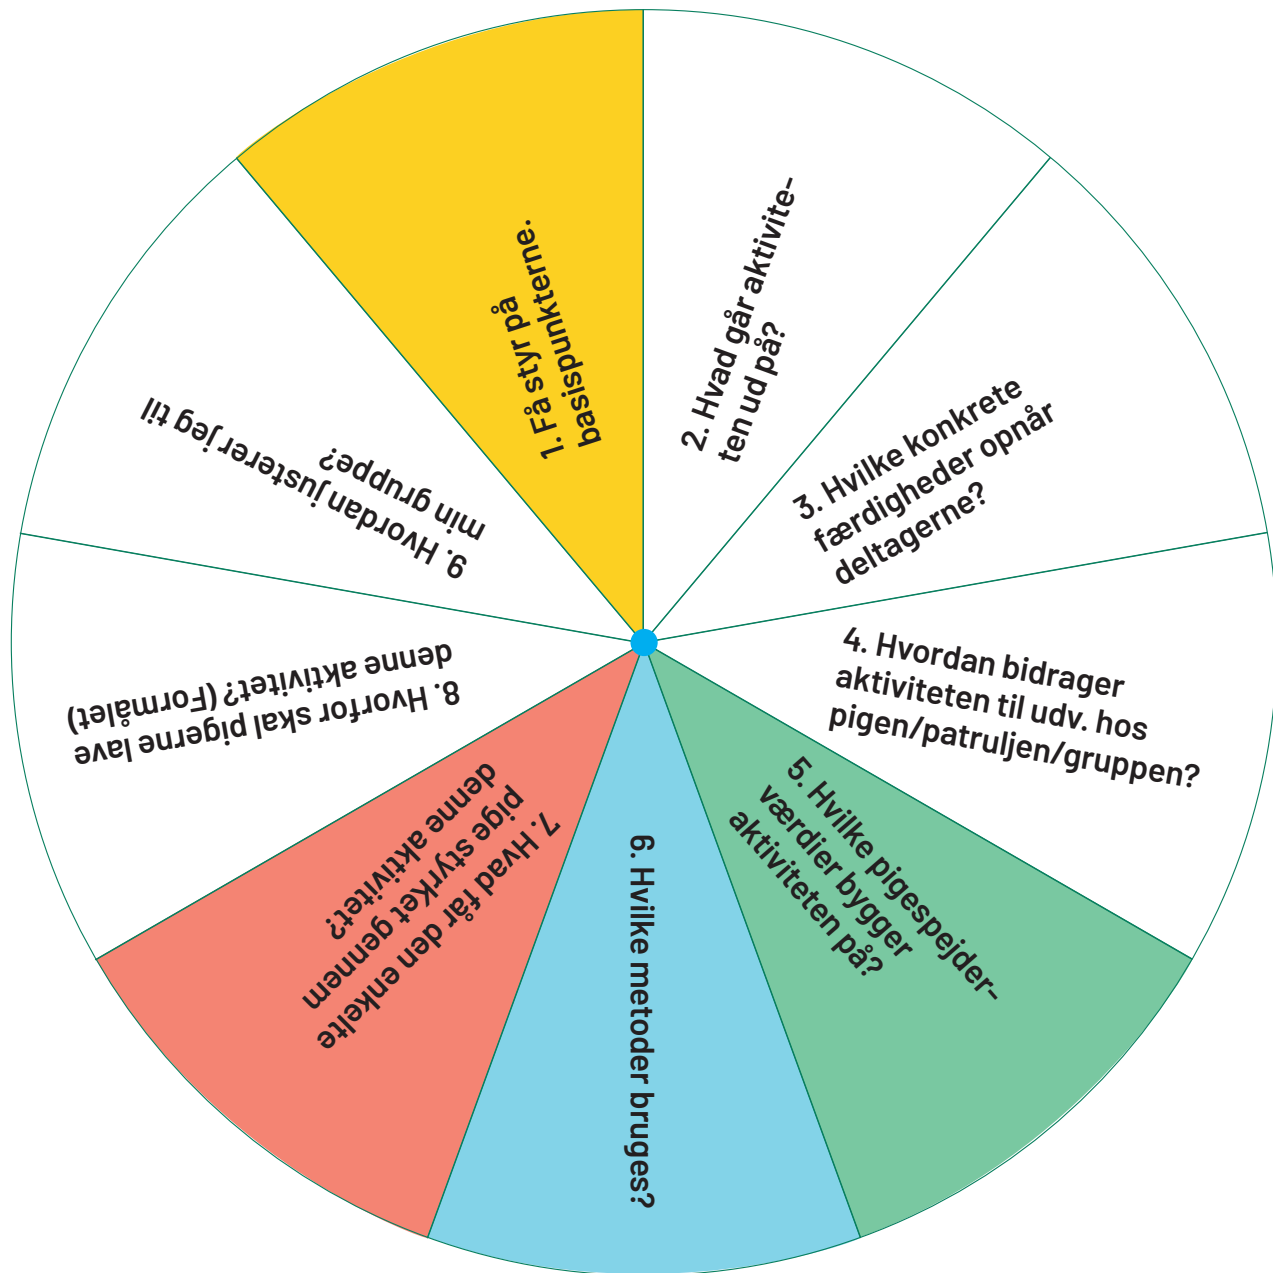 1. Få styr på
basispunkterne.
2. Hvad går aktivite-
ten ud på?
3. Hvilke konkrete
færdigheder opnår
deltagerne?
4. Hvordan bidrager
aktiviteten til udv. hos
pigen/patruljen/gruppen?
5. Hvilke pigespejder-
værdier bygger
aktiviteten på?
6. Hvilke metoder bruges?
7. Hvad får den enkelte
pige styrket gennem
denne aktivitet?
8. Hvorfor skal pigerne lave
denne aktivitet? (Formålet)
9. Hvordan justerer jeg til
min gruppe?